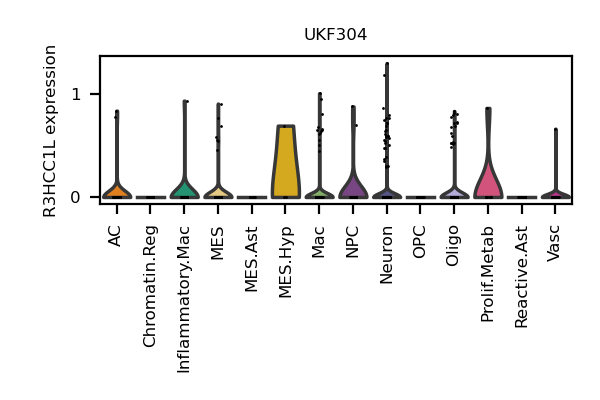 UKF304
R3HCC1L expression
1
0
AC
Chromatin.Reg
Inflammatory.Mac
MES
MES.Ast
MES.Hyp
Mac
NPC
Neuron
OPC
Oligo
Prolif.Metab
Reactive.Ast
Vasc